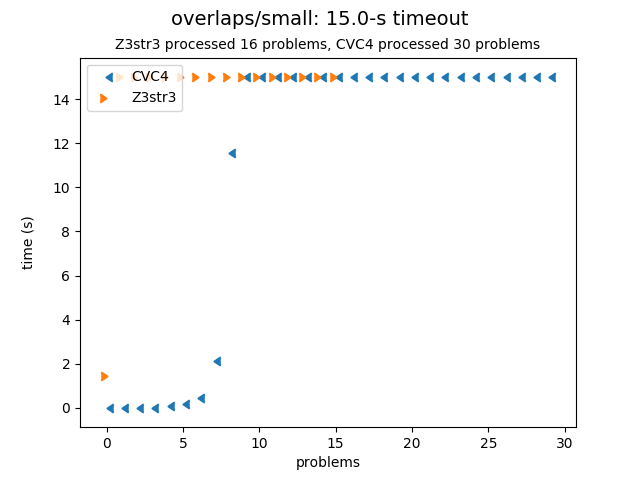 overlaps/small: 15.0-s timeout
Z3str3 processed 16 problems, CVC4 processed 30 problems
CVC4
Z3str3
14
12
10
8
6
4
2
0
time (s)
0 5 10 15 20 25 30
problems